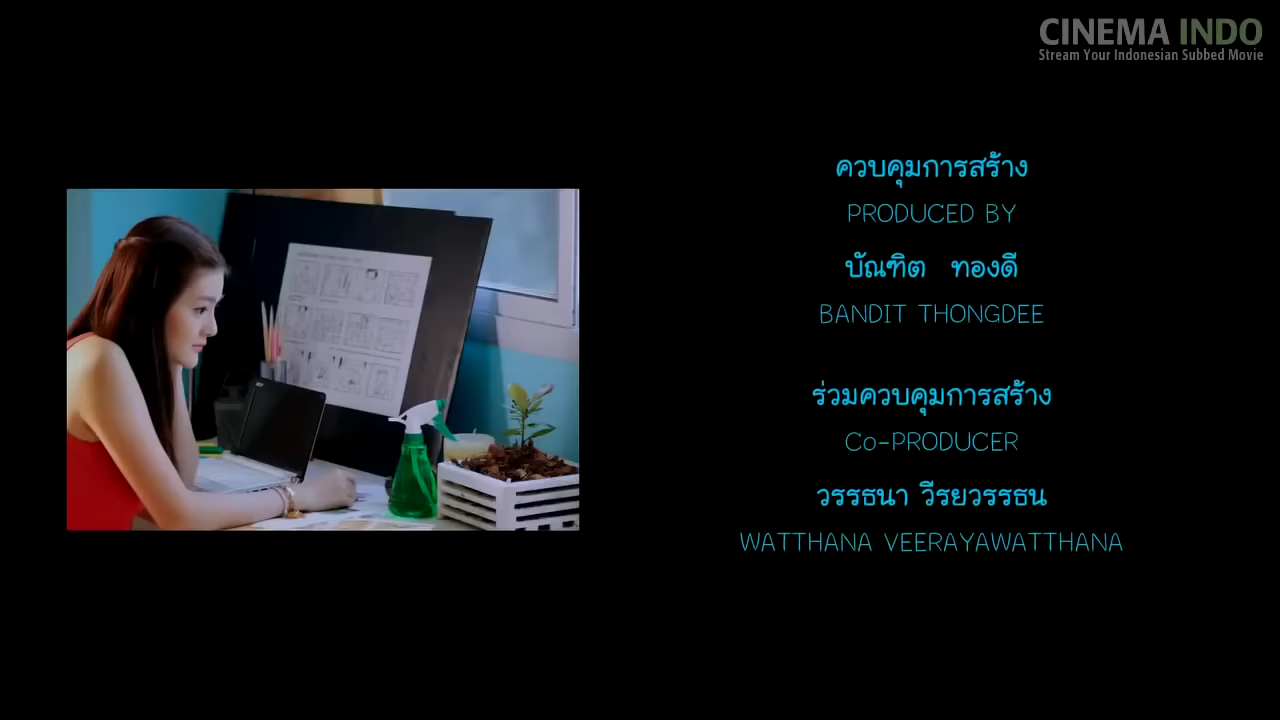 CINEMA INDO
Stream Your Indonesian Subbed Movie
ควบคุมการสร้าง
PRODUCED BY
บัณฑิต ทองดี
BANDIT THONGDEE
ร่วมควบคุมการสร้าง
Co-PRODUCER
วรรธนา วีรยวรรธน
WATTHANA VEERAYAWATTHANA